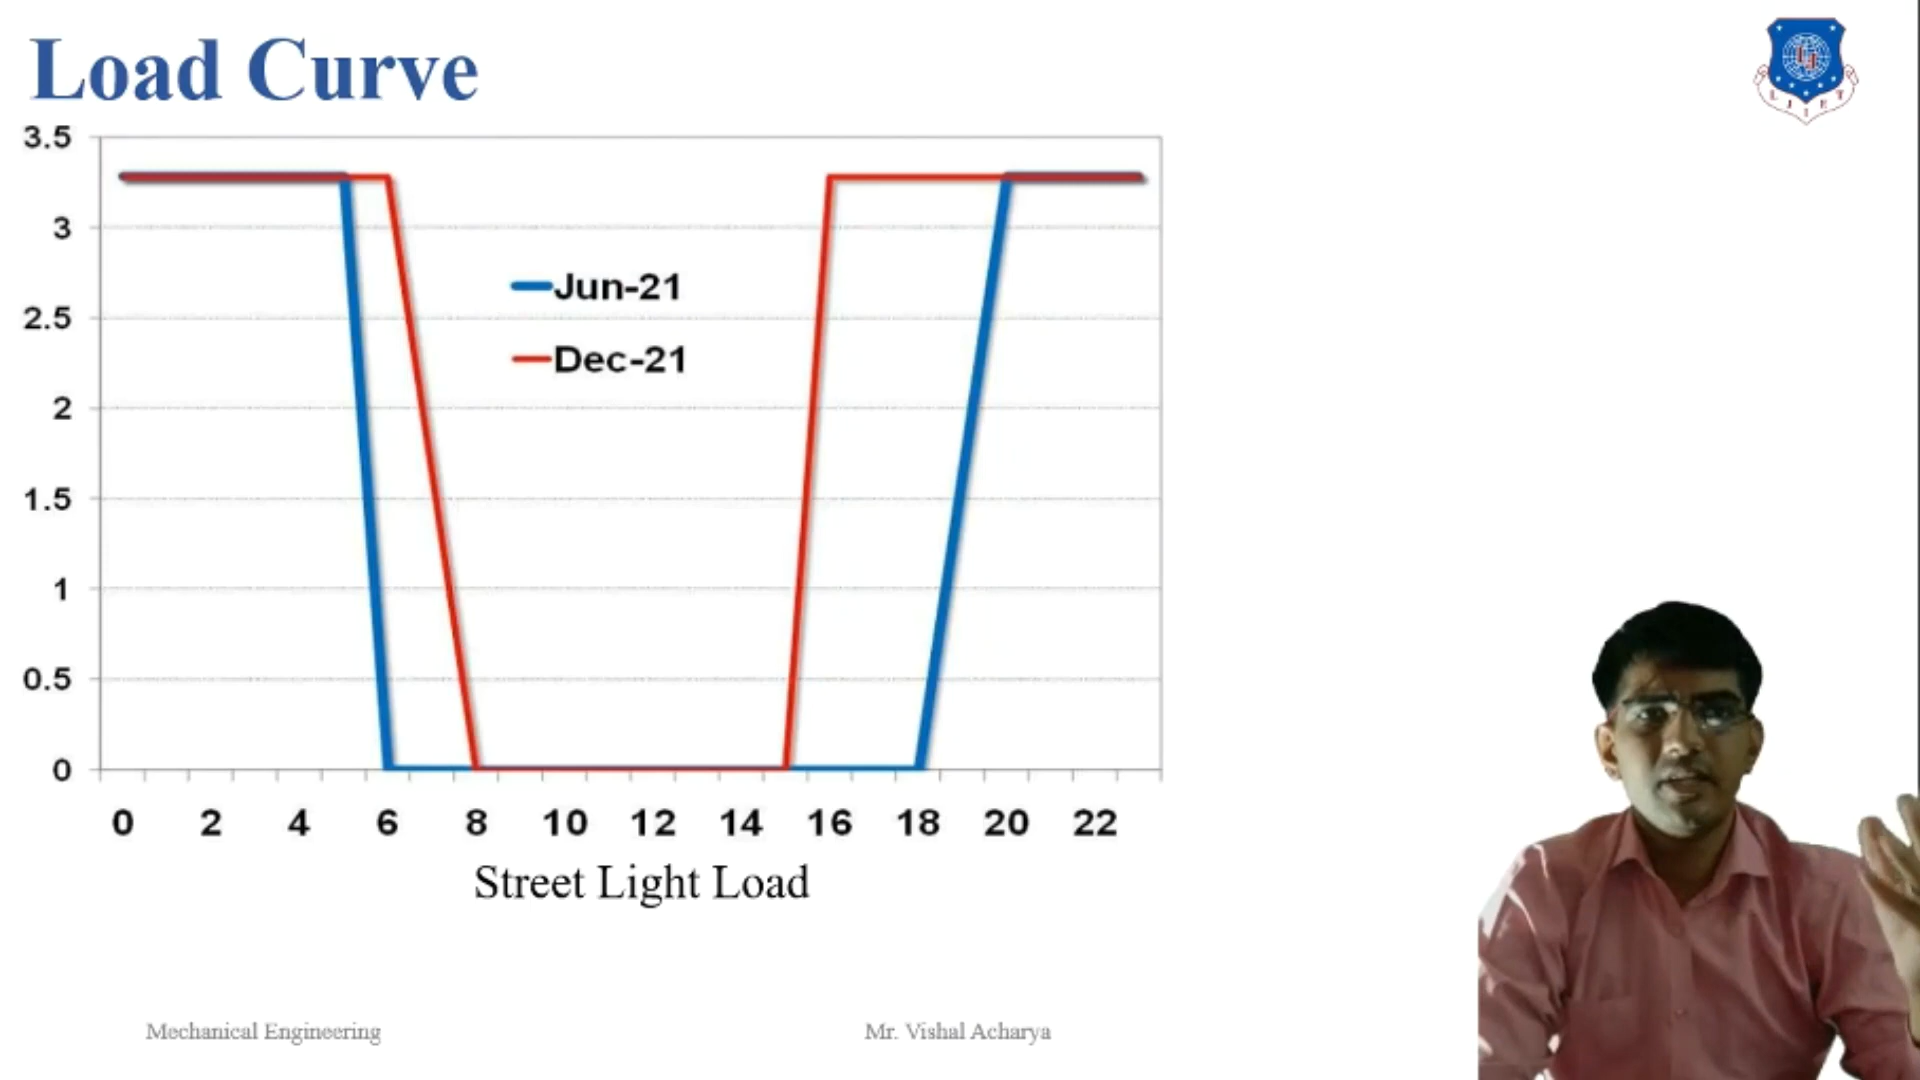 Load Curve
3.5
3
2.5
2
1.5
1
0.5
0
Jun-21
Dec-21
0 2 4 6 8 10 12 14 16 18 20 22
Street Light Load
Mechanical Engineering
Mr. Vishal Acharya
L J I E T